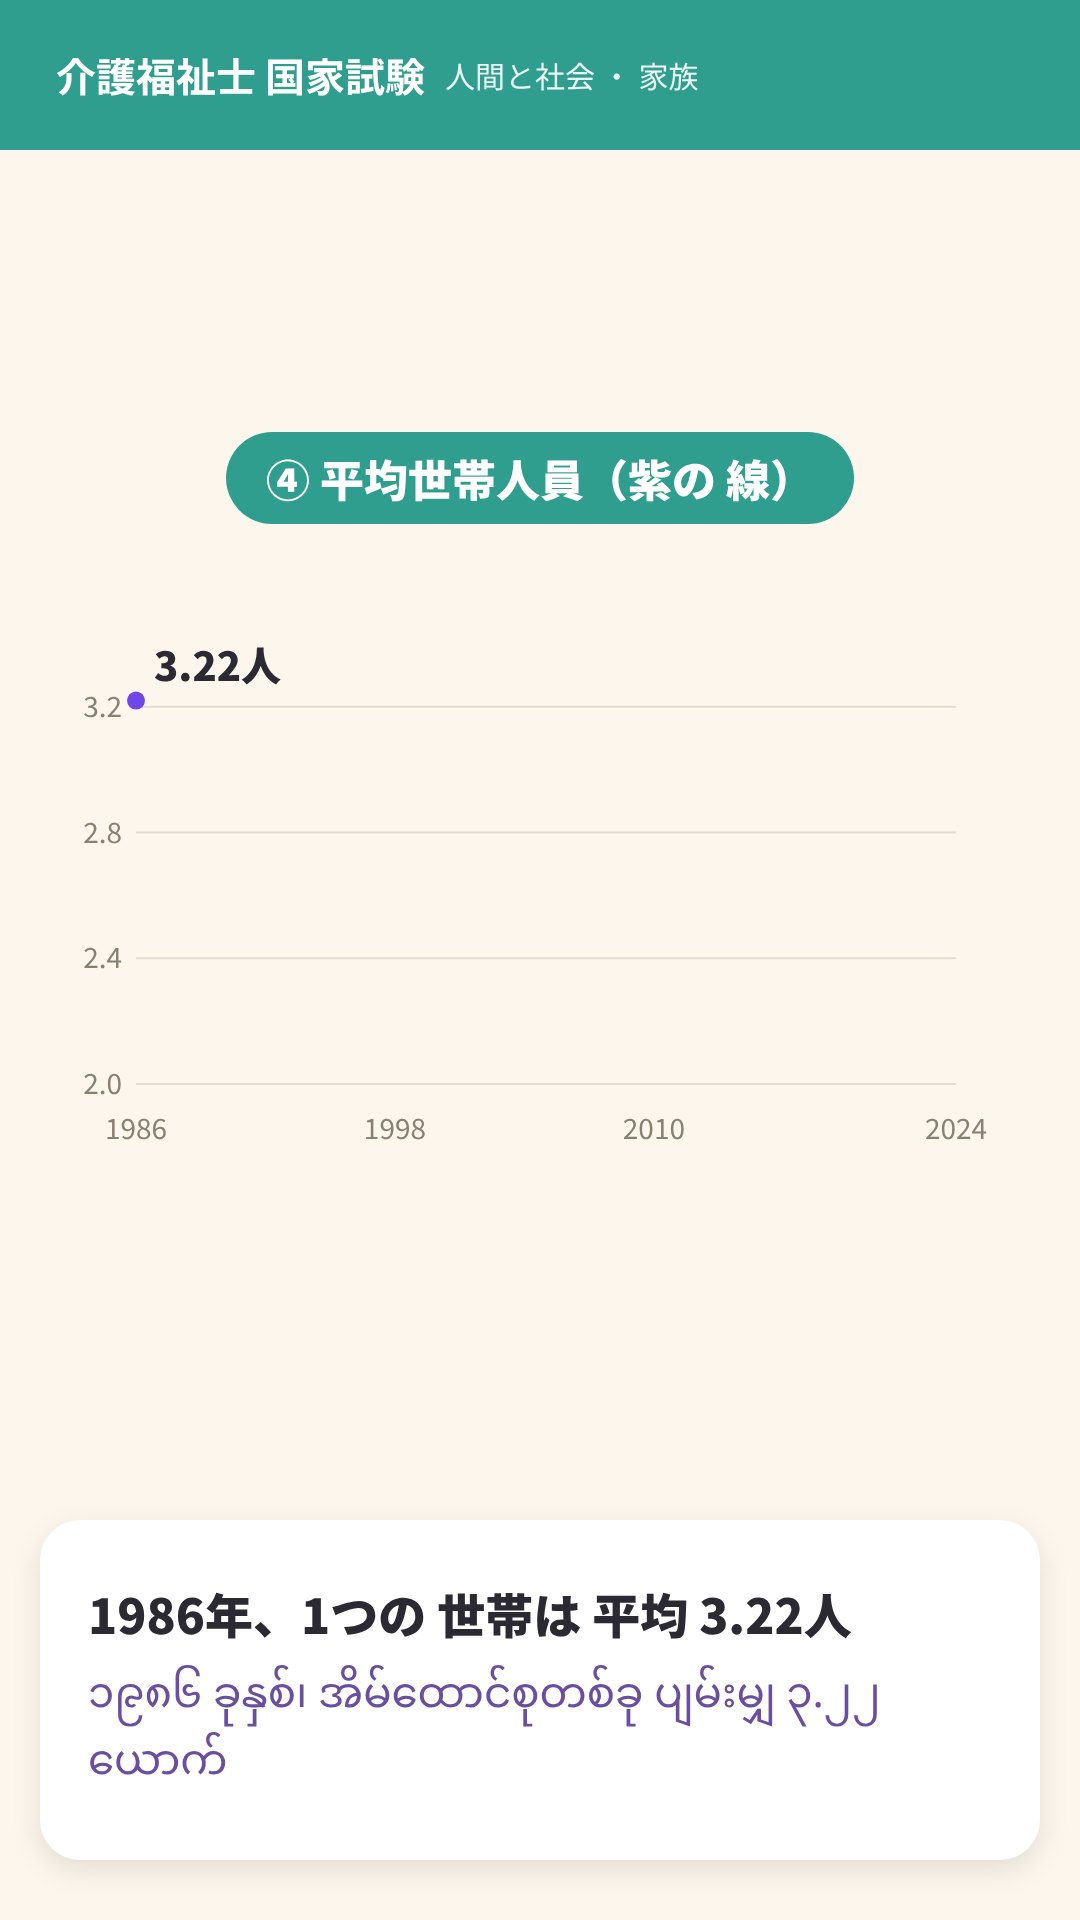 介護福祉士 国家試験 人間と社会 ・ 家族
④ 平均世帯人員（紫の 線）
3.22人
3.2
2.8
2.4
2.0
1986 1998 2010 2024
1986年、1つの 世帯は 平均 3.22人
၁၉၈၆ ခုနှစ်၊ အိမ်ထောင်စုတစ်ခု ပျမ်းမျှ ၃.၂၂
ယောက်